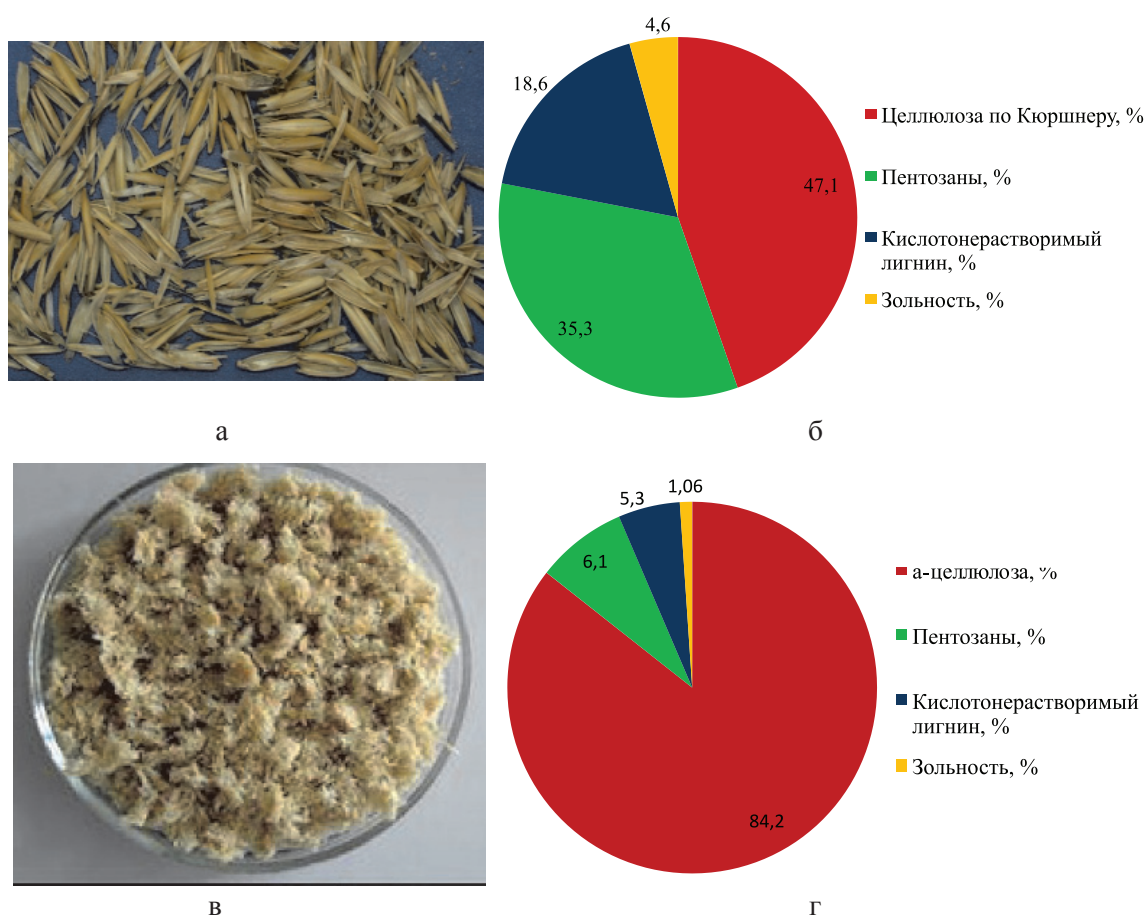 4,6
18,6
47,1
35,3
Целлюлоза по Кюршнеру, %
Пентозаны, %
Кислотонерастворимый
лигнин, %
Зольность, %
а
б
1,06
5,3
6,1
84,2
а-целлюлоза, %
Пентозаны, %
Кислотонерастворимый
лигнин, %
Зольность, %
в
г